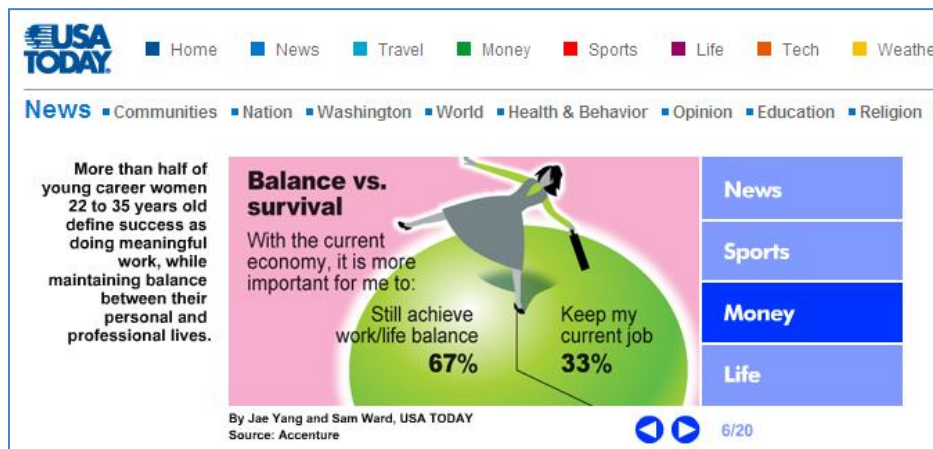 USA
TODAY.
Home News Travel Money Sports Life Tech
News Communities Nation Washington World Health & Behavior Opinion Education Religion
More than half of
young career women
22 to 35 years old
define success as
doing meaningful
work, while
maintaining balance
between their
personal and
professional lives.
Balance vs.
survival
With the current
economy, it is more
important for me to:
Still achieve
work/life balance
67%
Keep my
current job
33%
By Jae Yang and Sam Ward, USA TODAY
Source: Accenture
News
Sports
Money
Life
6/20